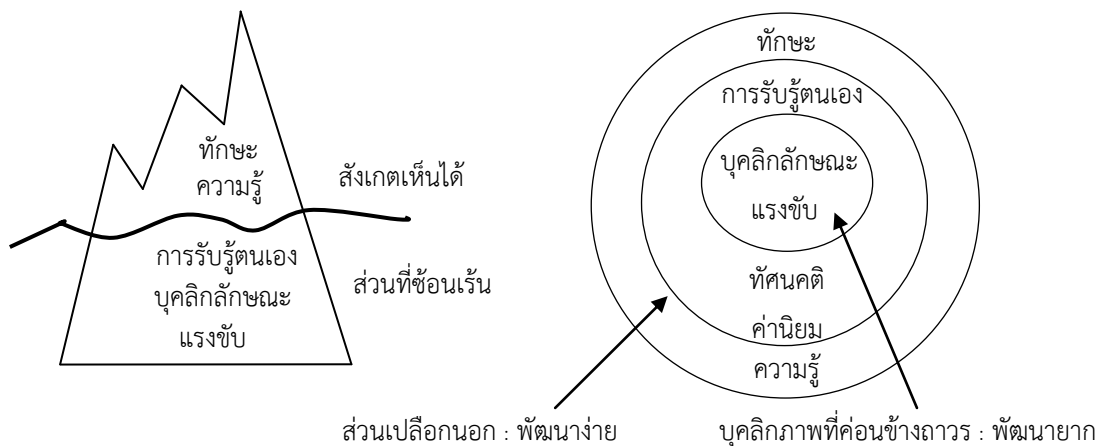 ทักษะ
ความรู้
สังเกตเห็นได้
การรับรู้ตนเอง
บุคลิกลักษณะ
แรงขับ
ส่วนที่ซ้อนเร้น
ทักษะ
การรับรู้ตนเอง
บุคลิกลักษณะ
แรงขับ
ทัศนคติ
ค่านิยม
ความรู้
ส่วนเปลือกนอก : พัฒนาง่าย
บุคลิกภาพที่ค่อนข้างถาวร : พัฒนายาก